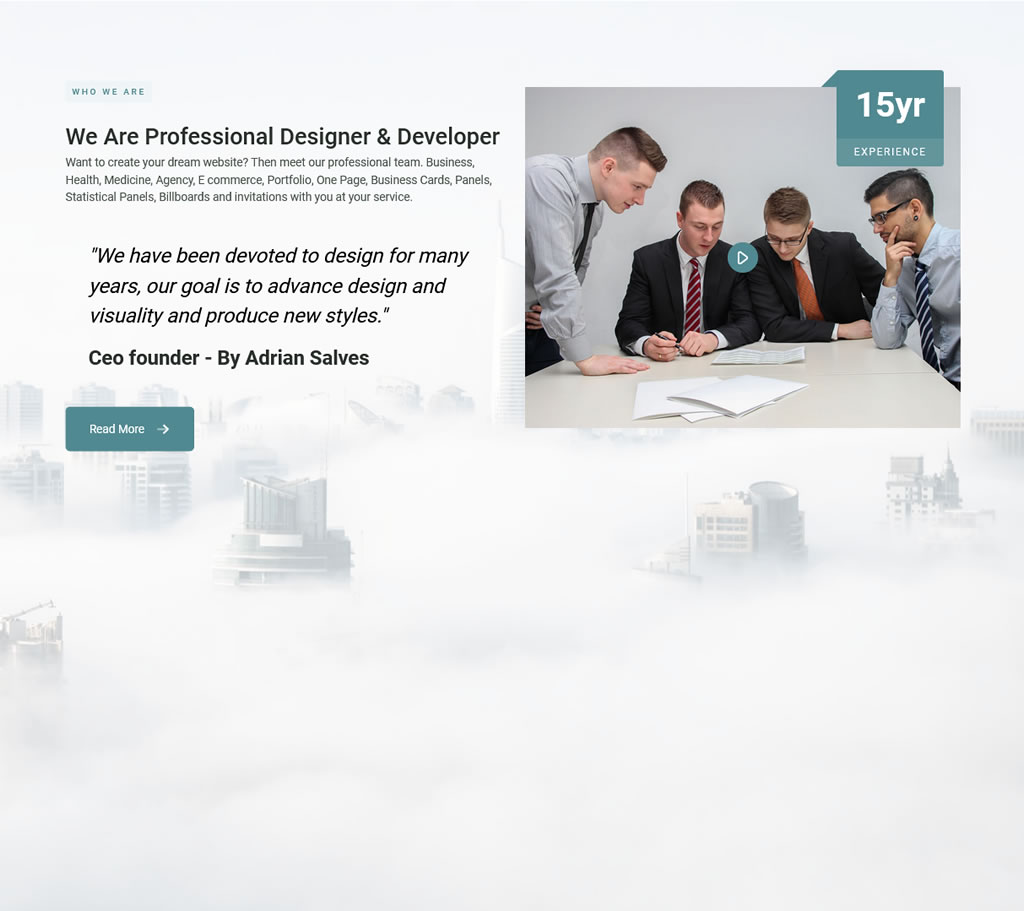 WHO WE ARE
We Are Professional Designer & Developer
Want to create your dream website? Then meet our professional team. Business,
Health, Medicine, Agency, E commerce, Portfolio, One Page, Business Cards, Panels,
Statistical Panels, Billboards and invitations with you at your service.
"We have been devoted to design for many
years, our goal is to advance design and
visuality and produce new styles."
Ceo founder - By Adrian Salves
Read More
15yr
EXPERIENCE